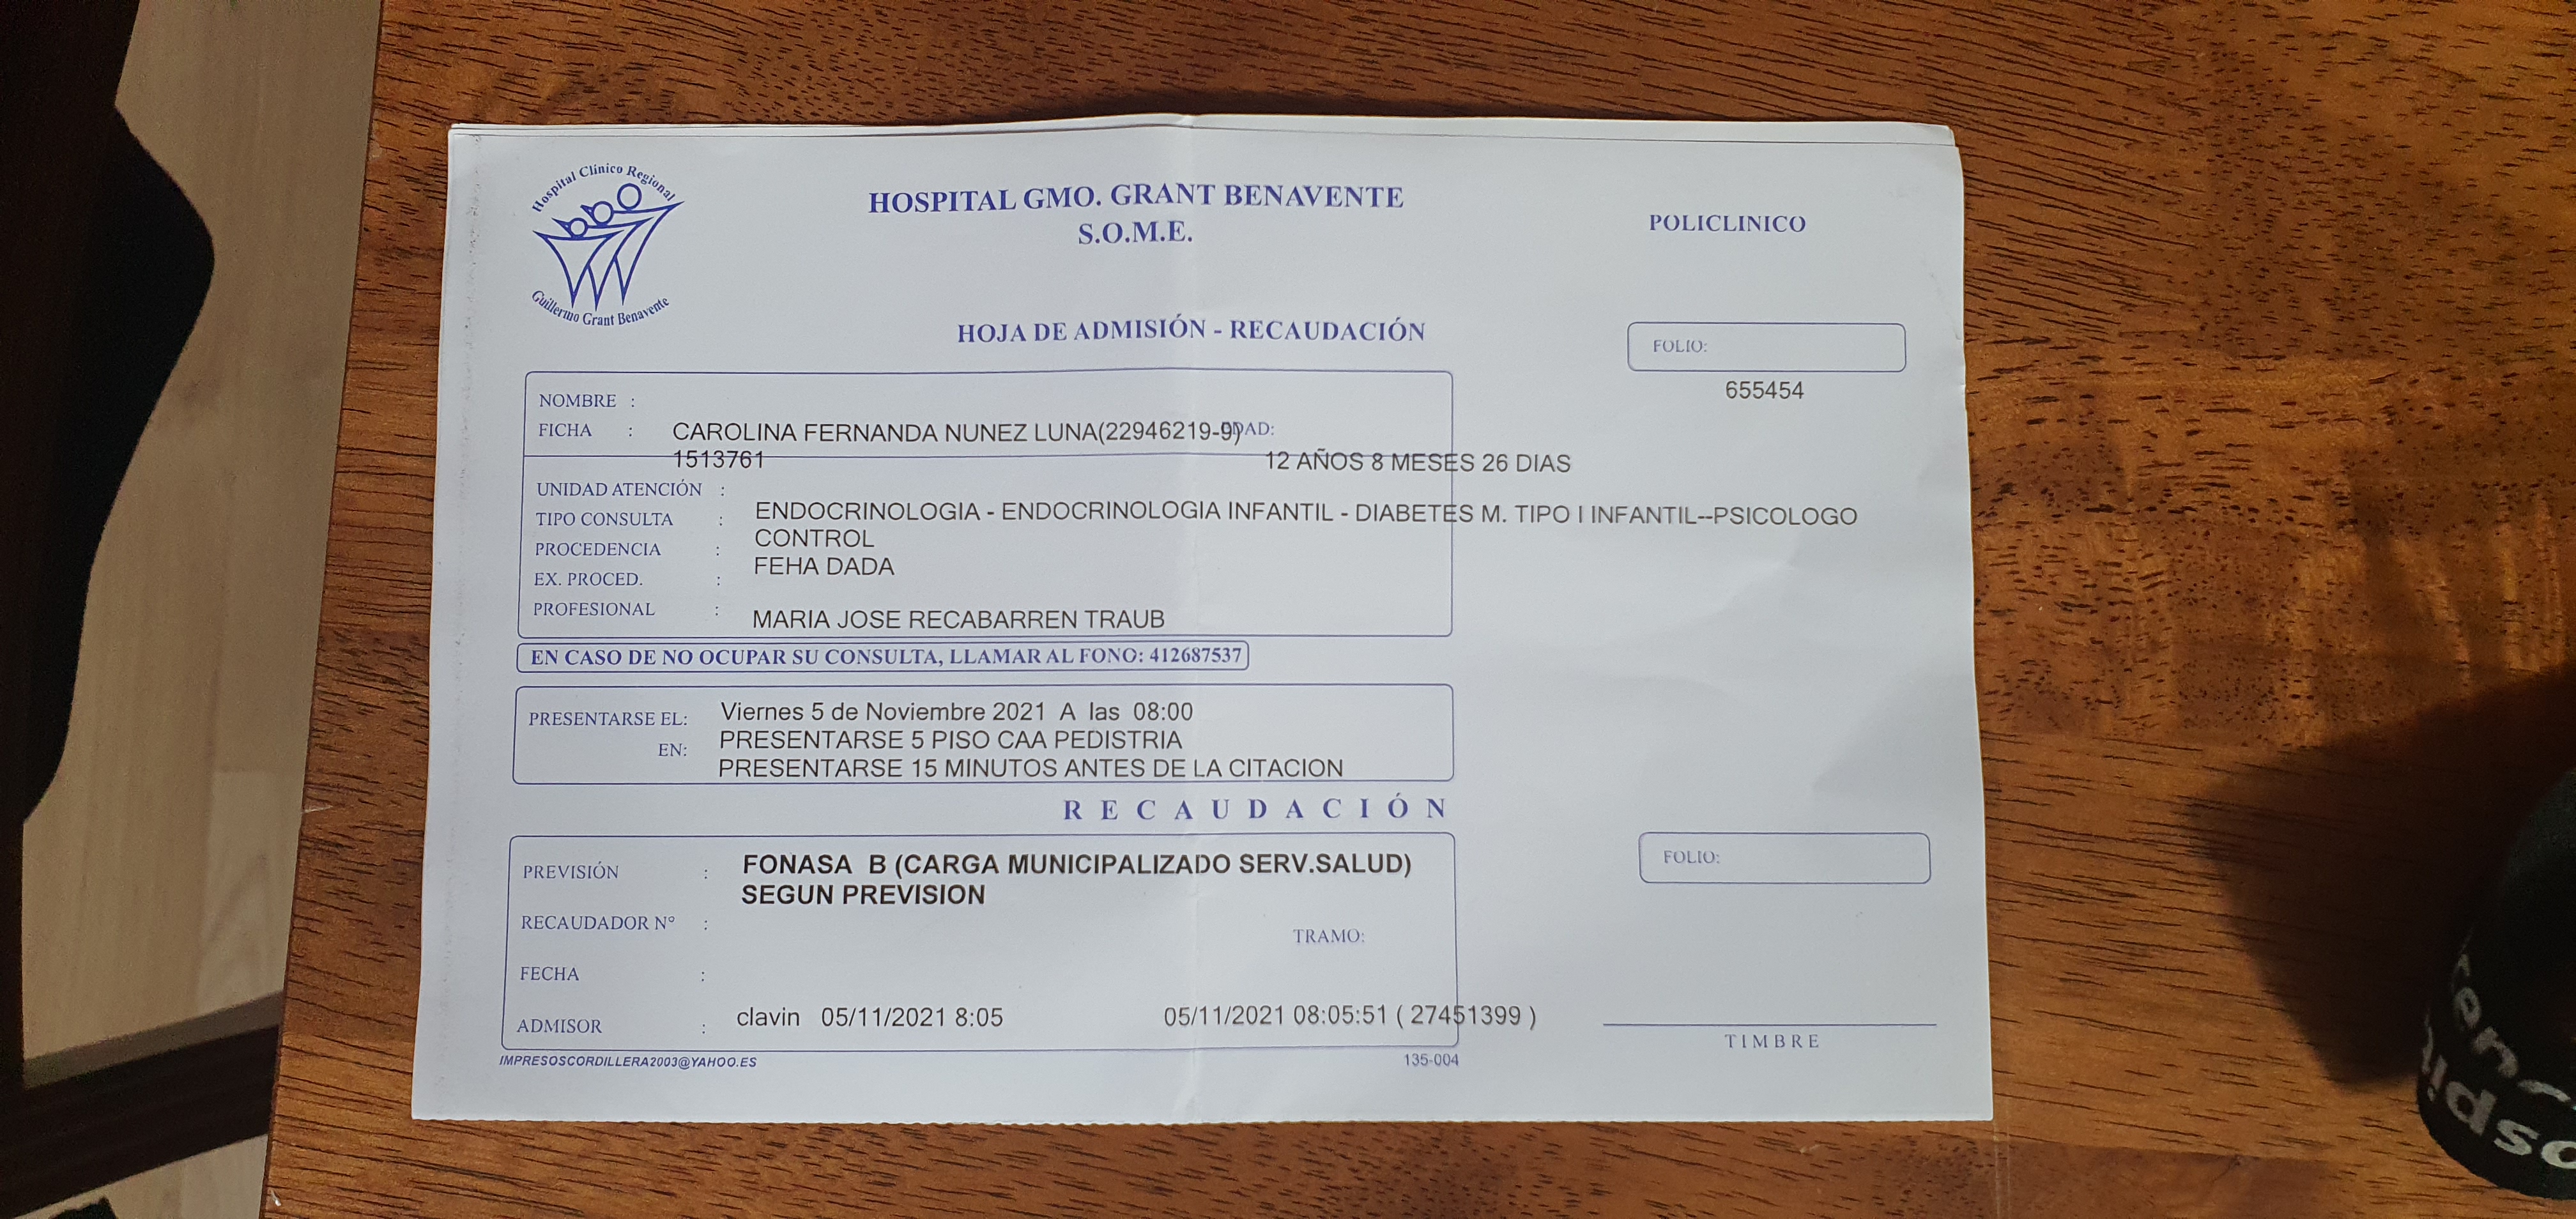 Hospital Clínico Regional
Guillermo Grant Benavente
HOSPITAL GMO. GRANT BENAVENTE
S.O.M.E.
POLICLINICO
HOJA DE ADMISIÓN - RECAUDACIÓN
FOLIO:
655454
NOMBRE :
FICHA : CAROLINA FERNANDA NUNEZ LUNA(22946219-9) EDAD:
1513761 12 AÑOS 8 MESES 26 DIAS
UNIDAD ATENCIÓN :
ENDOCRINOLOGIA - ENDOCRINOLOGIA INFANTIL - DIABETES M. TIPO I INFANTIL--PSICOLOGO
TIPO CONSULTA :
CONTROL
PROCEDENCIA :
FEHA DADA
EX. PROCED. :
PROFESIONAL :
MARIA JOSE RECABARREN TRAUB
EN CASO DE NO OCUPAR SU CONSULTA, LLAMAR AL FONO: 412687537
PRESENTARSE EL: Viernes 5 de Noviembre 2021 A las 08:00
EN: PRESENTARSE 5 PISO CAA PEDISTRIA
PRESENTARSE 15 MINUTOS ANTES DE LA CITACION
RECAUDACIÓN
PREVISIÓN : FONASA B (CARGA MUNICIPALIZADO SERV.SALUD)
SEGUN PREVISION
FOLIO:
RECAUDADOR Nº :
TRAMO:
FECHA :
ADMISOR : clavin 05/11/2021 8:05 05/11/2021 08:05:51 ( 27451399 )
TIMBRE
IMPRESOSCORDILLERA2003@YAHOO.ES
135-004